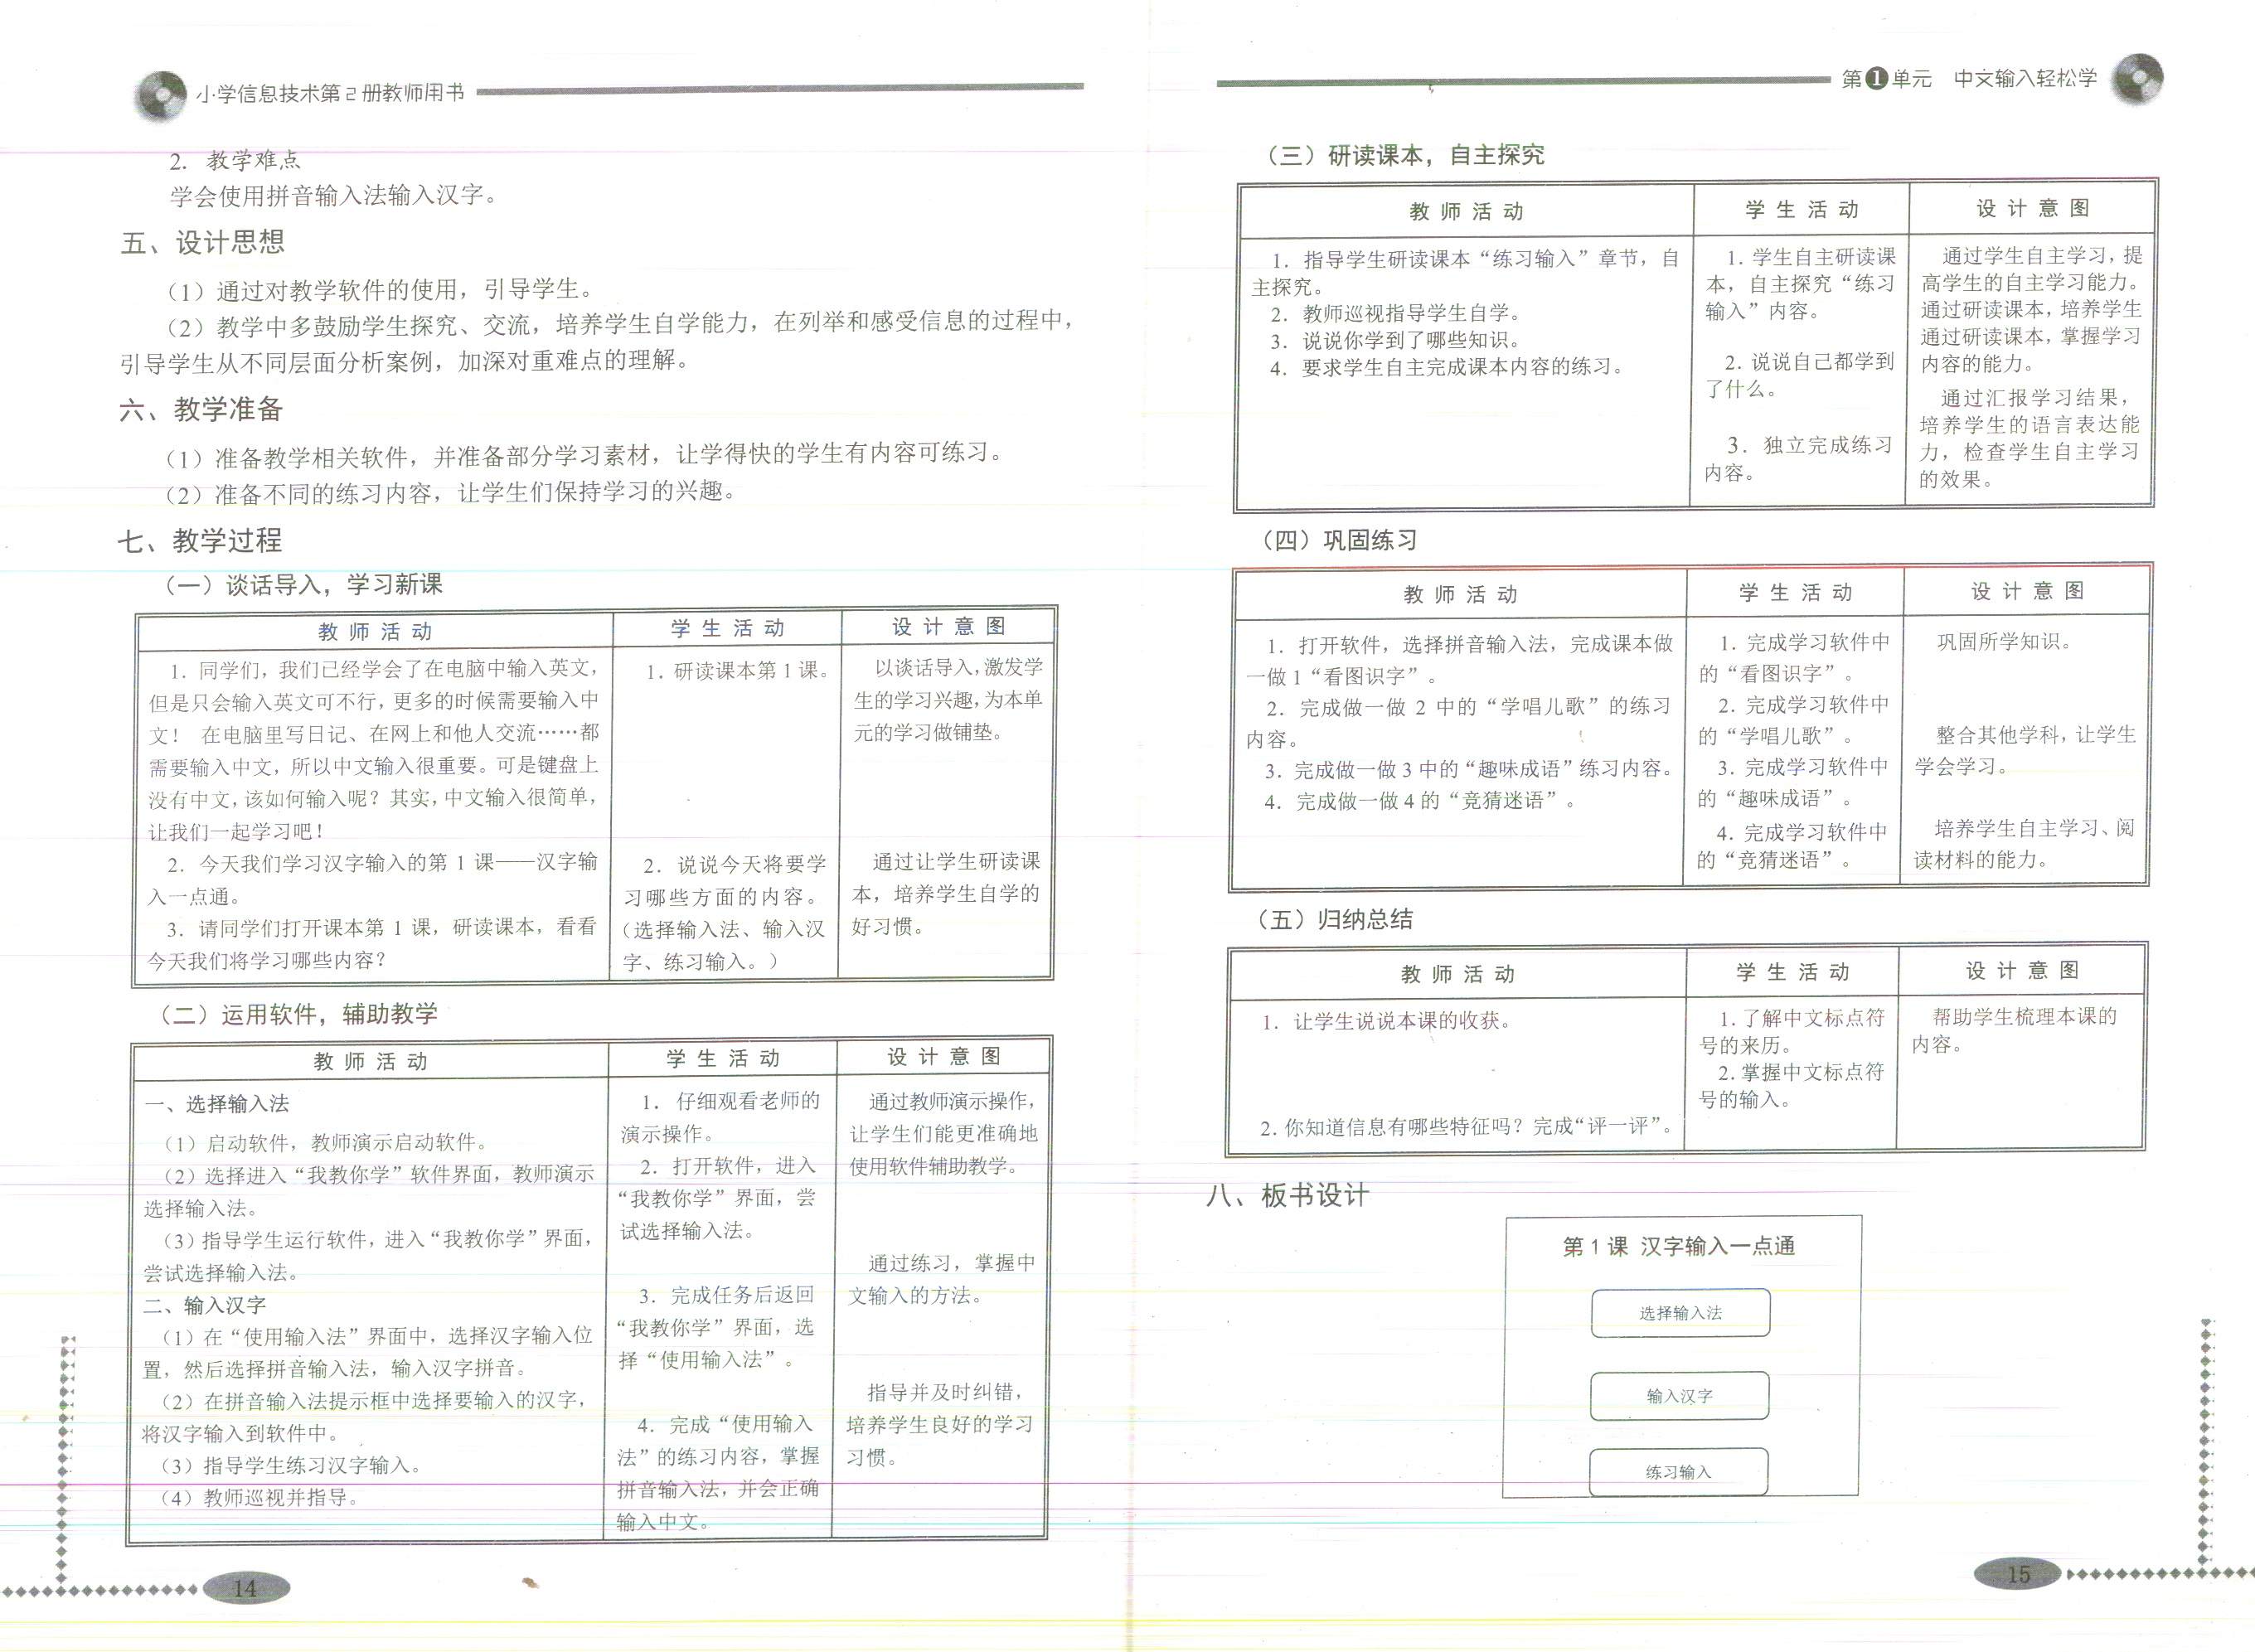 小学信息技术第2册教师用书
2. 教学难点
学会使用拼音输入法输入汉字。
五、设计思想
（1）通过对教学软件的使用，引导学生。
（2）教学中多鼓励学生探究、交流，培养学生自学能力，在列举和感受信息的过程中，
引导学生从不同层面分析案例，加深对重难点的理解。
六、教学准备
（1）准备教学相关软件，并准备部分学习素材，让学得快的学生有内容可练习。
（2）准备不同的练习内容，让学生们保持学习的兴趣。
七、教学过程
（一）谈话导入，学习新课
教 师 活 动
学 生 活 动
设 计 意 图
1. 同学们，我们已经学会了在电脑中输入英文，
但是只会输入英文可不行，更多的时候需要输入中
文！ 在电脑里写日记、在网上和他人交流……都
需要输入中文，所以中文输入很重要。可是键盘上
没有中文，该如何输入呢？其实，中文输入很简单，
让我们一起学习吧！
2. 今天我们学习汉字输入的第 1 课——汉字输
入一点通。
3. 请同学们打开课本第 1 课，研读课本，看看
今天我们将学习哪些内容？
1. 研读课本第 1 课。
2. 说说今天将要学
习哪些方面的内容。
（选择输入法、输入汉
字、练习输入。）
以谈话导入，激发学
生的学习兴趣，为本单
元的学习做铺垫。
通过让学生研读课
本，培养学生自学的
好习惯。
（二）运用软件，辅助教学
教 师 活 动
学 生 活 动
设 计 意 图
一、选择输入法
（1）启动软件，教师演示启动软件。
（2）选择进入“我教你学”软件界面，教师演示
选择输入法。
（3）指导学生运行软件，进入“我教你学”界面，
尝试选择输入法。
二、输入汉字
（1）在“使用输入法”界面中，选择汉字输入位
置，然后选择拼音输入法，输入汉字拼音。
（2）在拼音输入法提示框中选择要输入的汉字，
将汉字输入到软件中。
（3）指导学生练习汉字输入。
（4）教师巡视并指导。
1. 仔细观看老师的
演示操作。
2. 打开软件，进入
“我教你学”界面，尝
试选择输入法。
3. 完成任务后返回
“我教你学”界面，选
择“使用输入法”。
4. 完成“使用输入
法”的练习内容，掌握
拼音输入法，并会正确
输入中文。
通过教师演示操作，
让学生们能更准确地
使用软件辅助教学。
通过练习，掌握中
文输入的方法。
指导并及时纠错，
培养学生良好的学习
习惯。
14
第1单元 中文输入轻松学
（三）研读课本，自主探究
教 师 活 动
学 生 活 动
设 计 意 图
1. 指导学生研读课本“练习输入”章节，自
主探究。
2. 教师巡视指导学生自学。
3. 说说你学到了哪些知识。
4. 要求学生自主完成课本内容的练习。
1. 学生自主研读课
本，自主探究“练习
输入”内容。
2. 说说自己都学到
了什么。
3. 独立完成练习
内容。
通过学生自主学习，提
高学生的自主学习能力。
通过研读课本，培养学生
通过研读课本，掌握学习
内容的能力。
通过汇报学习结果，
培养学生的语言表达能
力，检查学生自主学习
的效果。
（四）巩固练习
教 师 活 动
学 生 活 动
设 计 意 图
1. 打开软件，选择拼音输入法，完成课本做
一做 1“看图识字”。
2. 完成做一做 2 中的“学唱儿歌”的练习
内容。
3. 完成做一做 3 中的“趣味成语”练习内容。
4. 完成做一做 4 的“竞猜迷语”。
1. 完成学习软件中
的“看图识字”。
2. 完成学习软件中
的“学唱儿歌”。
3. 完成学习软件中
的“趣味成语”。
4. 完成学习软件中
的“竞猜迷语”。
巩固所学知识。
整合其他学科，让学生
学会学习。
培养学生自主学习、阅
读材料的能力。
（五）归纳总结
教 师 活 动
学 生 活 动
设 计 意 图
1. 让学生说说本课的收获。
2. 你知道信息有哪些特征吗？完成“评一评”。
1. 了解中文标点符
号的来历。
2. 掌握中文标点符
号的输入。
帮助学生梳理本课的
内容。
八、板书设计
第 1 课 汉字输入一点通
选择输入法
输入汉字
练习输入
15